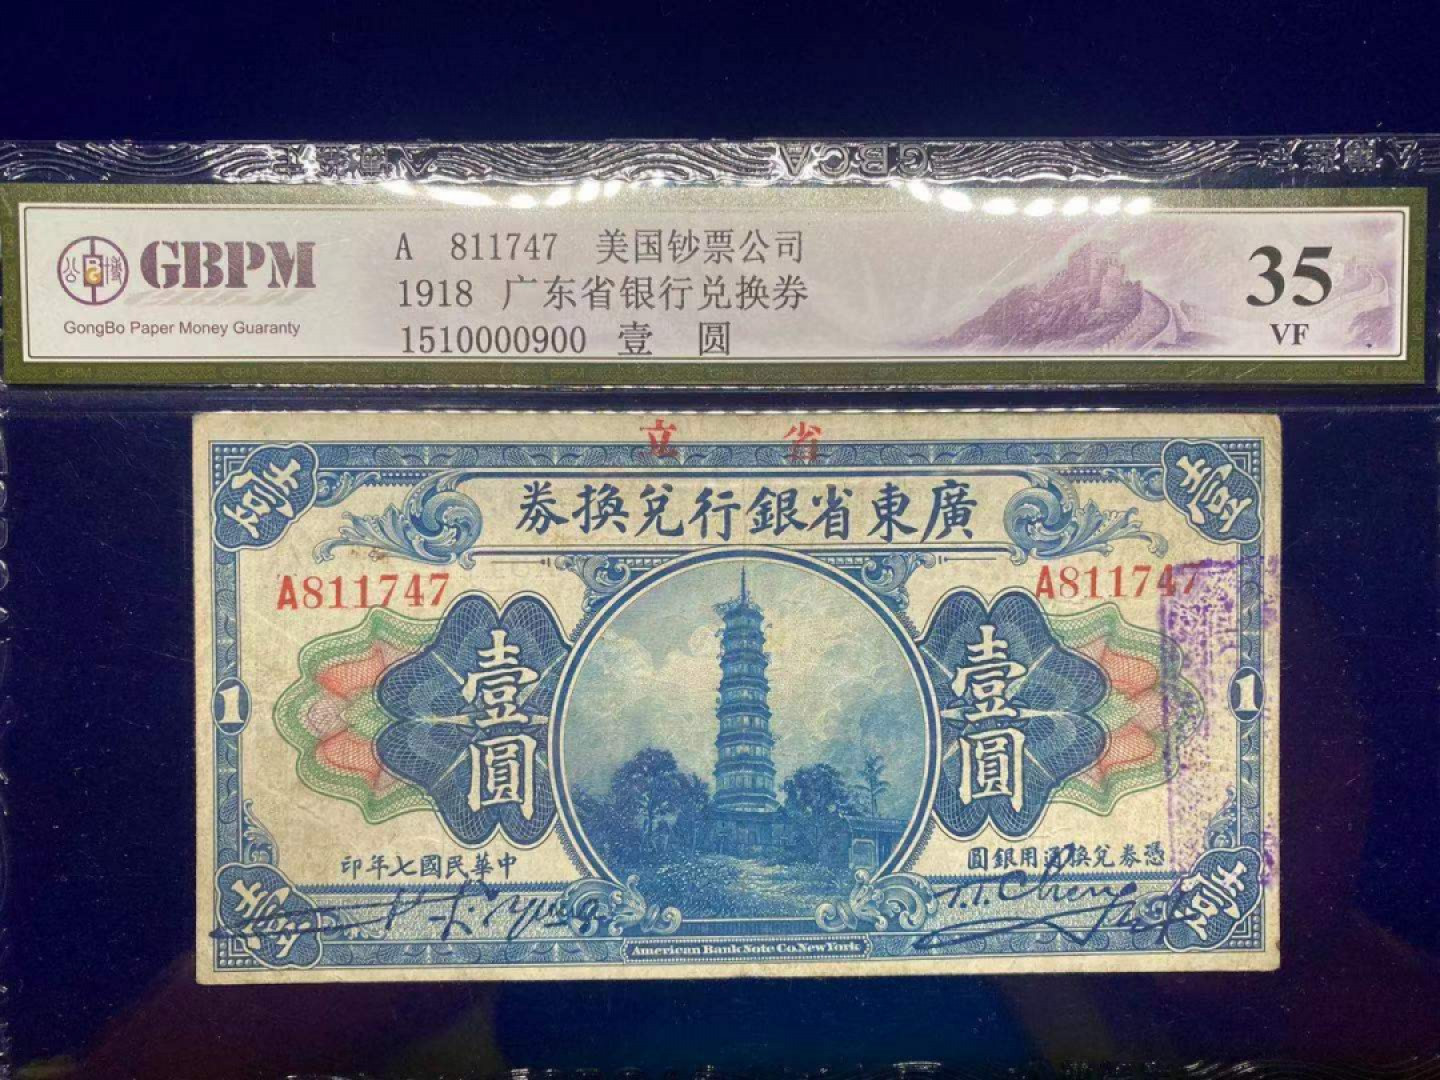 GBPM
GongBo Paper Money Guaranty
A 811747 美国钞票公司
1918 广东省银行兑换券
1510000900 壹 圆
35
VF
省 立
廣東省銀行兌換券
A811747 A811747
壹 壹
壹圓 壹圓
1 1
憑券兌換通用銀圓
中華民國七年印
壹 壹
American Bank Note Co. New York